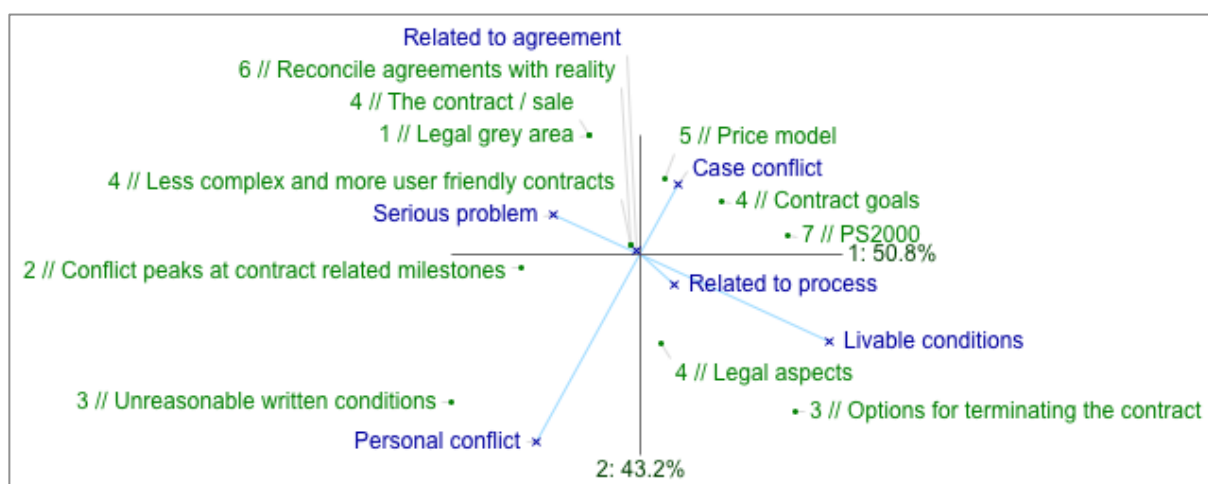 Related to agreement
6 // Reconcile agreements with reality
4 // The contract / sale
1 // Legal grey area
5 // Price model
Case conflict
4 // Less complex and more user friendly contracts
4 // Contract goals
Serious problem
7 // PS2000
1: 50.8%
2 // Conflict peaks at contract related milestones
Related to process
Livable conditions
4 // Legal aspects
3 // Unreasonable written conditions
3 // Options for terminating the contract
Personal conflict
2: 43.2%